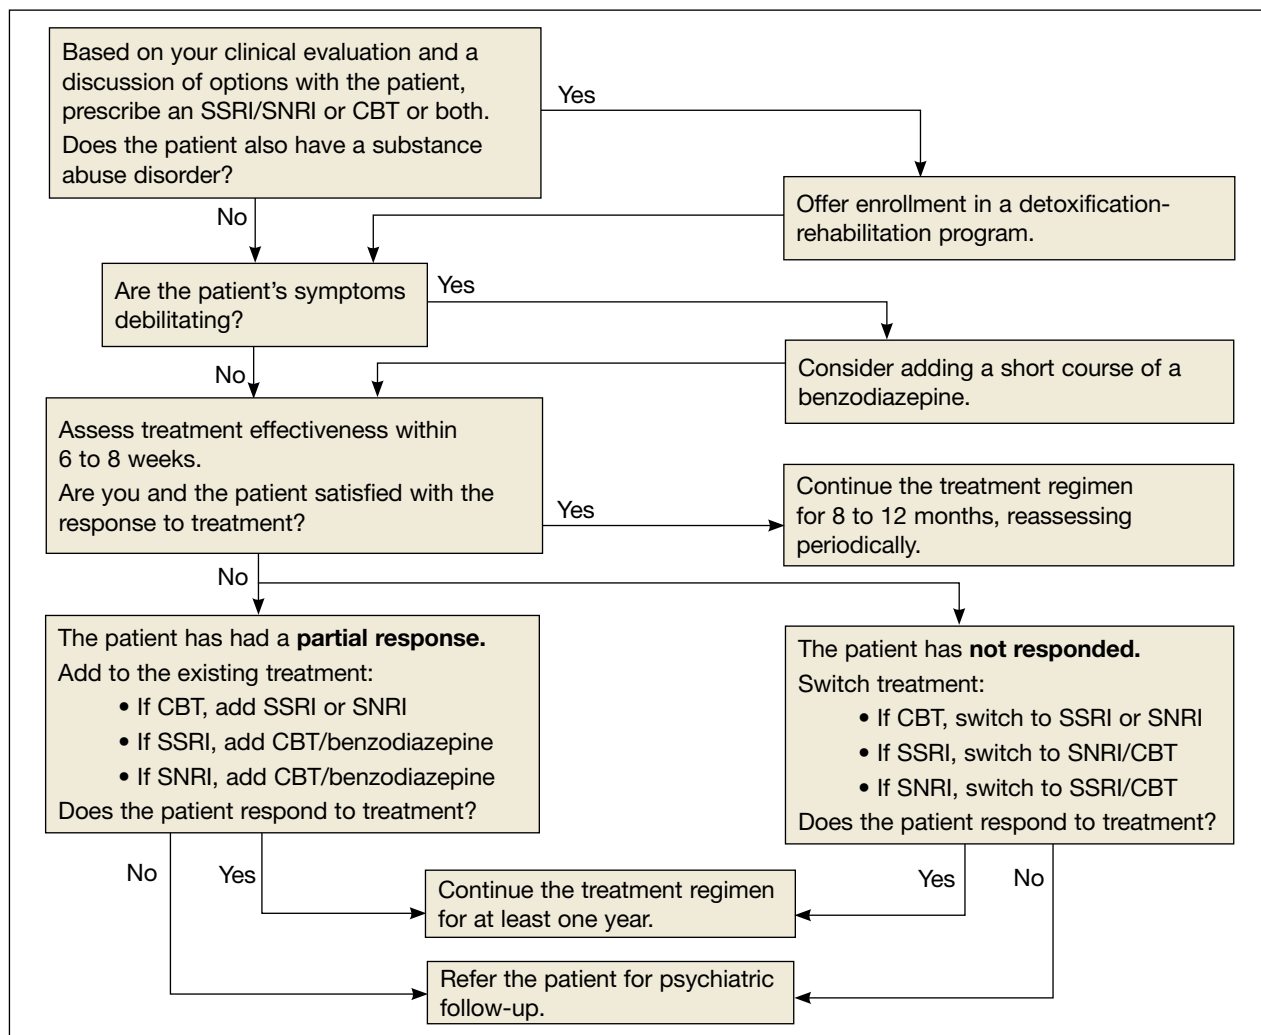 Based on your clinical evaluation and a
discussion of options with the patient,
prescribe an SSRI/SNRI or CBT or both.
Does the patient also have a substance
abuse disorder?
Yes
No
Offer enrollment in a detoxification-
rehabilitation program.
Are the patient's symptoms
debilitating?
Yes
No
Consider adding a short course of a
benzodiazepine.
Assess treatment effectiveness within
6 to 8 weeks.
Are you and the patient satisfied with the
response to treatment?
Yes
No
Continue the treatment regimen
for 8 to 12 months, reassessing
periodically.
The patient has had a partial response.
Add to the existing treatment:
• If CBT, add SSRI or SNRI
• If SSRI, add CBT/benzodiazepine
• If SNRI, add CBT/benzodiazepine
Does the patient respond to treatment?
The patient has not responded.
Switch treatment:
• If CBT, switch to SSRI or SNRI
• If SSRI, switch to SNRI/CBT
• If SNRI, switch to SSRI/CBT
Does the patient respond to treatment?
No
Yes
Yes
No
Continue the treatment regimen
for at least one year.
Refer the patient for psychiatric
follow-up.